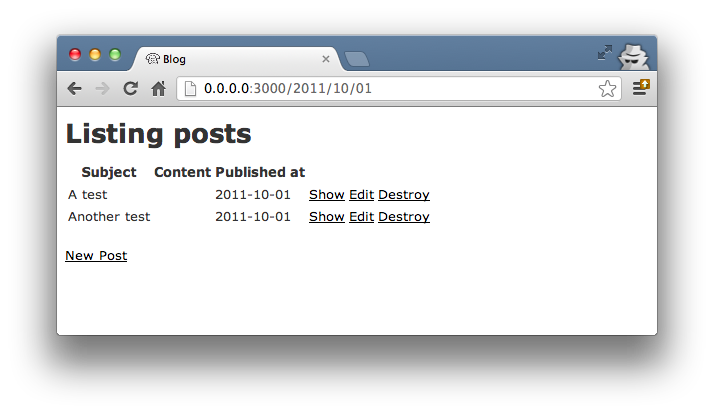 Blog
0.0.0.0:3000/2011/10/01
Listing posts
Subject Content Published at
A test 2011-10-01 Show Edit Destroy
Another test 2011-10-01 Show Edit Destroy
New Post